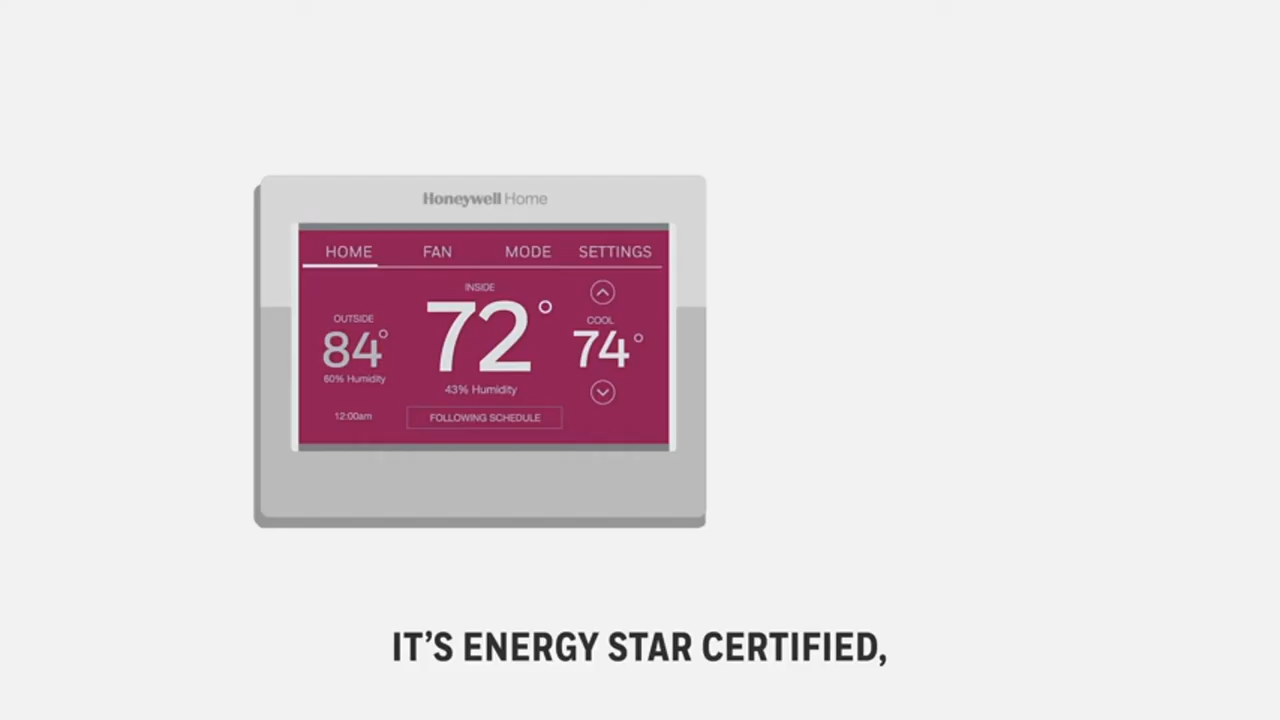 Honeywell Home
HOME FAN MODE SETTINGS
INSIDE
72°
43% Humidity
OUTSIDE
84°
60% Humidity
COOL
74°
12:00am
FOLLOWING SCHEDULE
IT'S ENERGY STAR CERTIFIED,